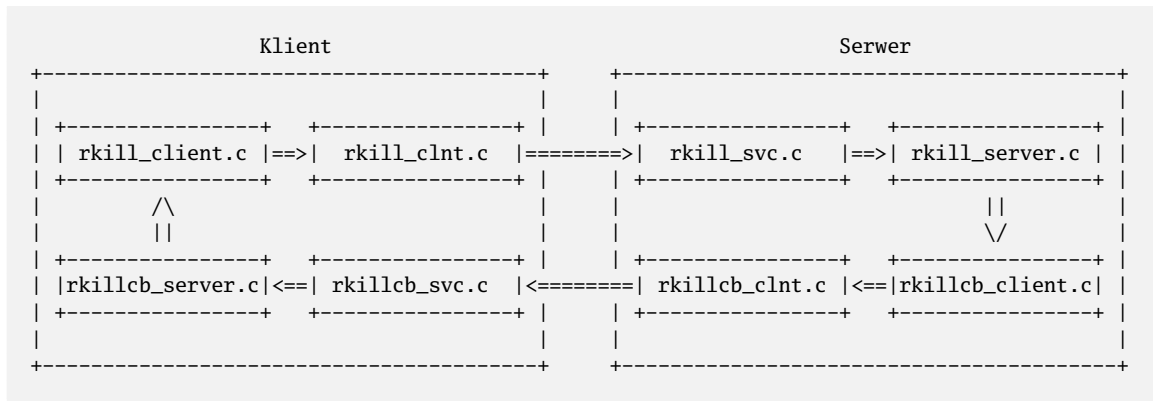 Klient Serwer
+-----------------------------------------+     +-----------------------------------------+
|                                         |     |                                         |
| +----------------+   +----------------+ |     | +----------------+   +----------------+ |
| | rkill_client.c |==>|  rkill_clnt.c  |========>|  rkill_svc.c   |==>| rkill_server.c | |
| +----------------+   +----------------+ |     | +----------------+   +----------------+ |
|         /\                              |     |                              ||         |
|         ||                              |     |                              \/         |
| +----------------+   +----------------+ |     | +----------------+   +----------------+ |
| |rkillcb_server.c|<==| rkillcb_svc.c  |<========| rkillcb_clnt.c |<==|rkillcb_client.c| |
| +----------------+   +----------------+ |     | +----------------+   +----------------+ |
|                                         |     |                                         |
+-----------------------------------------+     +-----------------------------------------+